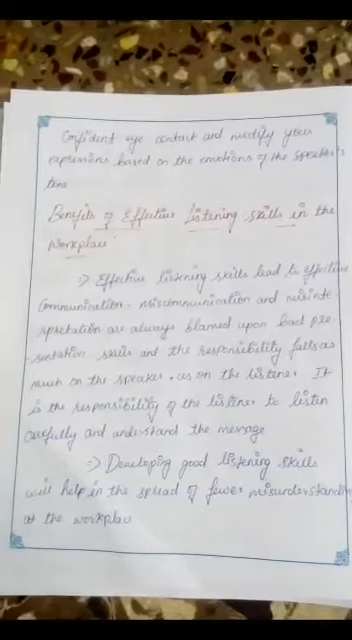 Confident eye contact and modify your
expressions based on the emotions of the speaker's
tone
Benefits of Effective listening skills in the
workplace
=> Effective listening skills lead to effective
Communication. miscommunication and misinte-
rpretation are always blamed upon bad pre-
-sentation skills and the responsibility falls as
much on the speaker, as on the listener. It
is the responsibility of the listener to listen
carefully and understand the message
=> Developing good listening skills
will help in the spread of fewer misunderstandin
at the workplace